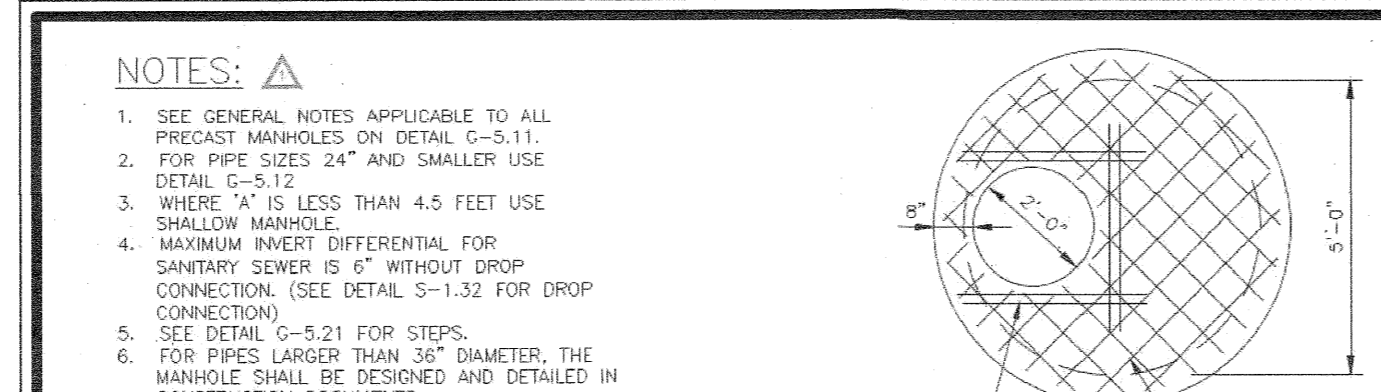 NOTES: 1
1. SEE GENERAL NOTES APPLICABLE TO ALL
PRECAST MANHOLES ON DETAIL G-5.11.
2. FOR PIPE SIZES 24" AND SMALLER USE
DETAIL G-5.12
3. WHERE 'A' IS LESS THAN 4.5 FEET USE
SHALLOW MANHOLE.
4. MAXIMUM INVERT DIFFERENTIAL FOR
SANITARY SEWER IS 6" WITHOUT DROP
CONNECTION. (SEE DETAIL S-1.32 FOR DROP
CONNECTION)
5. SEE DETAIL G-5.21 FOR STEPS.
6. FOR PIPES LARGER THAN 36" DIAMETER, THE
MANHOLE SHALL BE DESIGNED AND DETAILED IN
8"
2'-0"
5'-0"